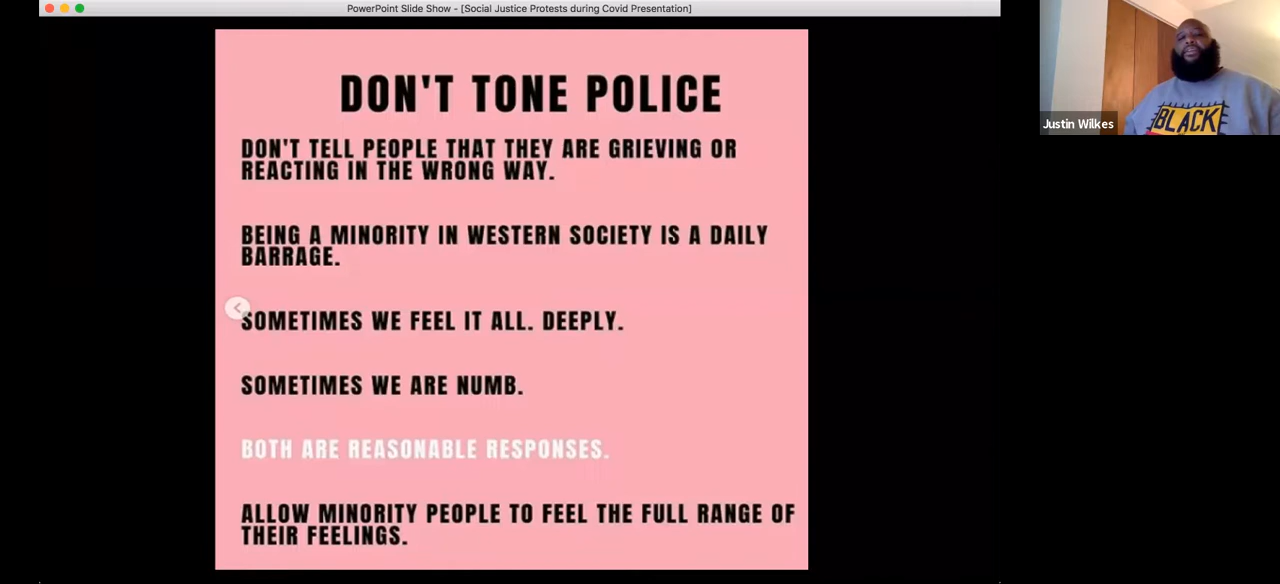 PowerPoint Slide Show - [Social Justice Protests during Covid Presentation]
DON'T TONE POLICE
DON'T TELL PEOPLE THAT THEY ARE GRIEVING OR
REACTING IN THE WRONG WAY.
BEING A MINORITY IN WESTERN SOCIETY IS A DAILY
BARRAGE.
SOMETIMES WE FEEL IT ALL. DEEPLY.
SOMETIMES WE ARE NUMB.
BOTH ARE REASONABLE RESPONSES.
ALLOW MINORITY PEOPLE TO FEEL THE FULL RANGE OF
THEIR FEELINGS.
BLACK
Justin Wilkes